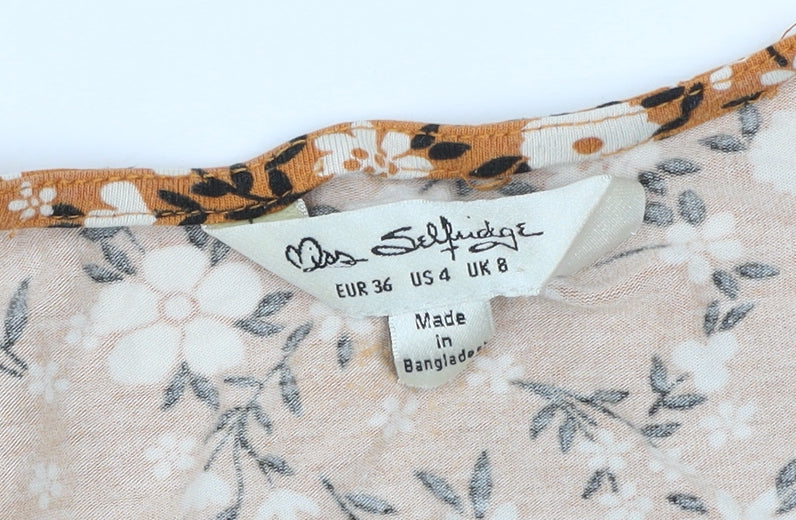 Miss Selfridge
EUR 36 US 4 UK 8
Made
in